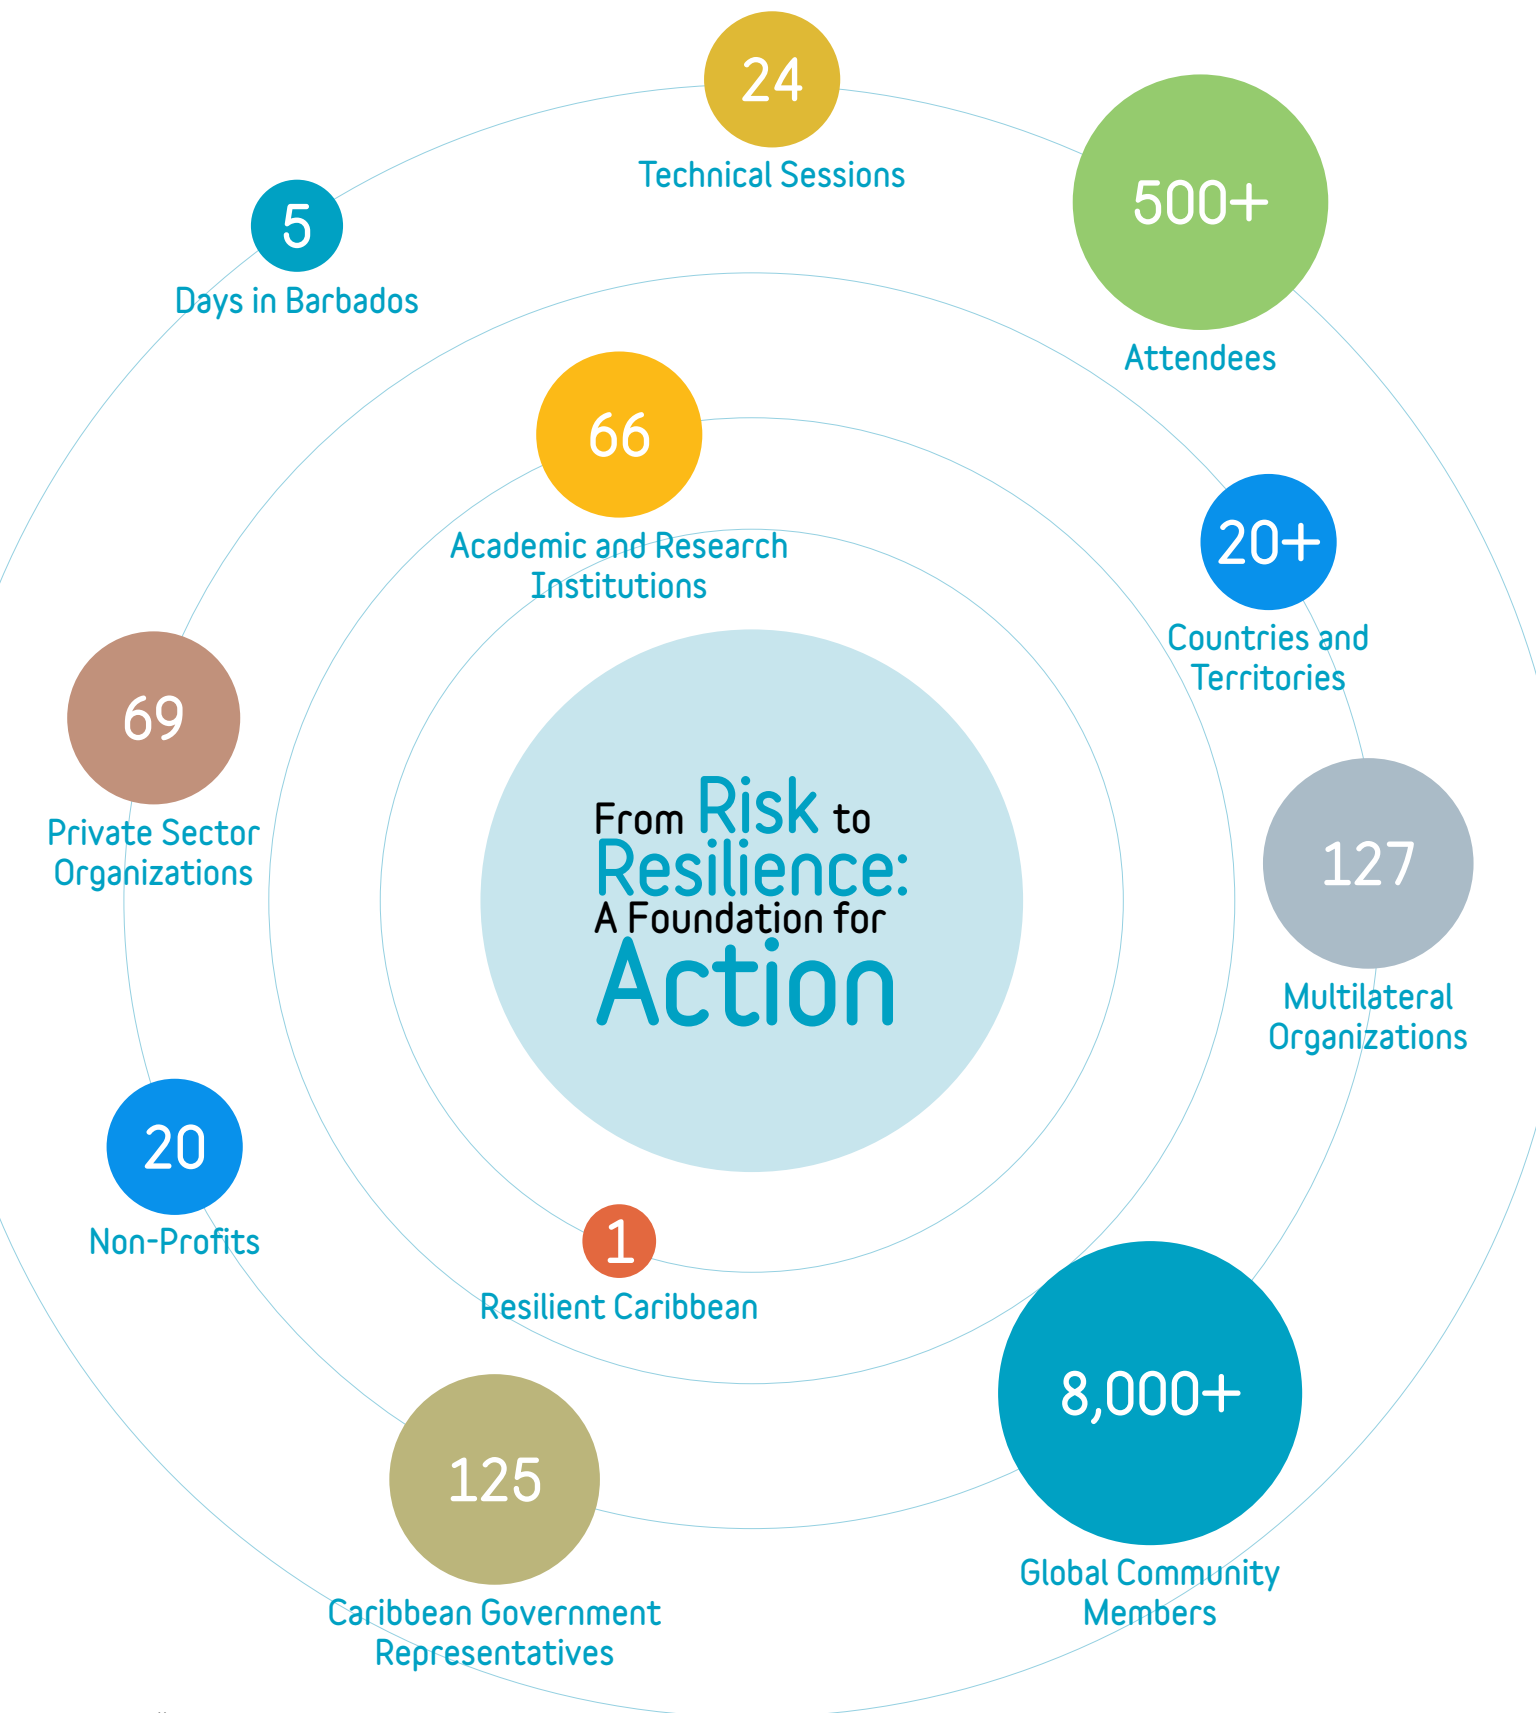 24
Technical Sessions
500+
Attendees
5
Days in Barbados
66
Academic and Research
Institutions
20+
Countries and
Territories
69
Private Sector
Organizations
From Risk to
Resilience:
A Foundation for
Action
127
Multilateral
Organizations
20
Non-Profits
1
Resilient Caribbean
8,000+
Global Community
Members
125
Caribbean Government
Representatives